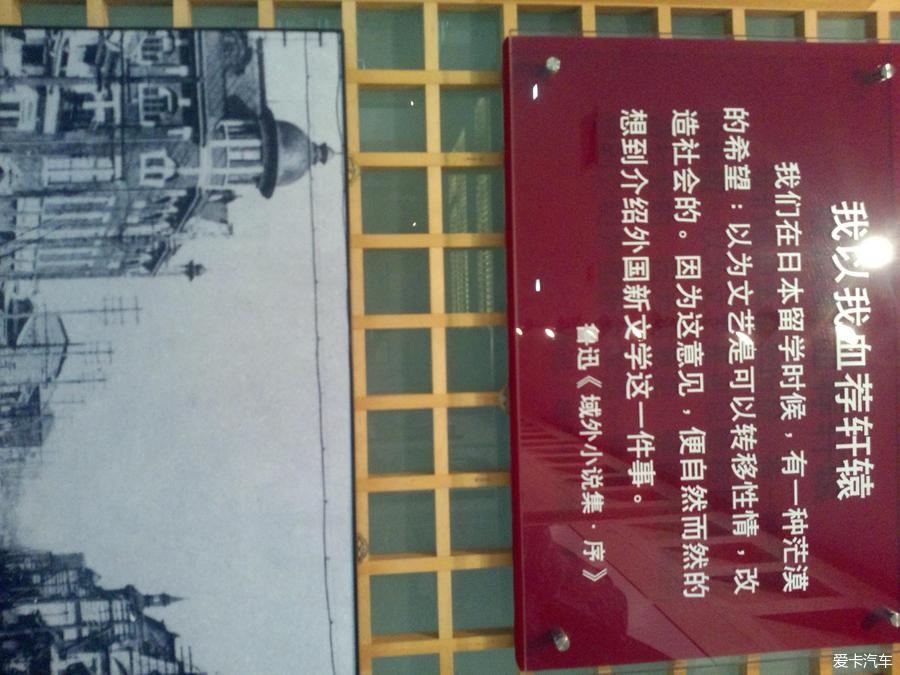 我以我血荐轩辕
我们在日本留学时候，有一种茫漠
的希望：以为文艺是可以转移性情，改
造社会的。因为这意见，便自然而然的
想到介绍外国新文学这一件事。
鲁迅《域外小说集·序》
爱卡汽车